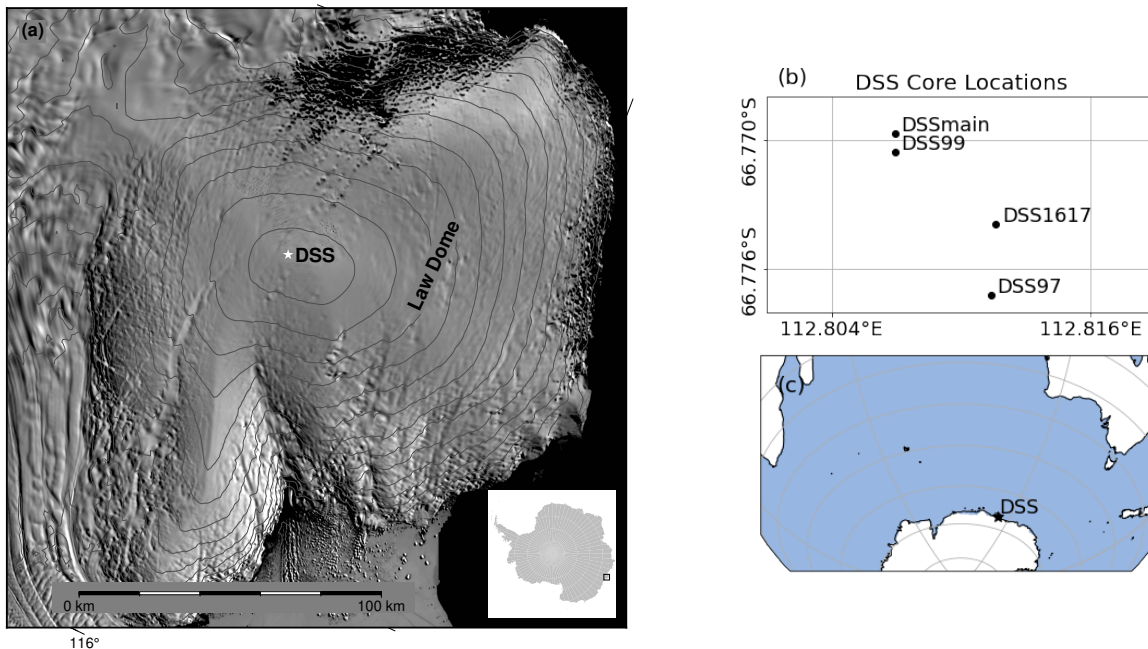 (a)
DSS
Law Dome
0 km
100 km
116°
(b)
DSS Core Locations
66.770°S
66.776°S
DSSmain
DSS99
DSS1617
DSS97
112.804°E
112.816°E
(c)
DSS